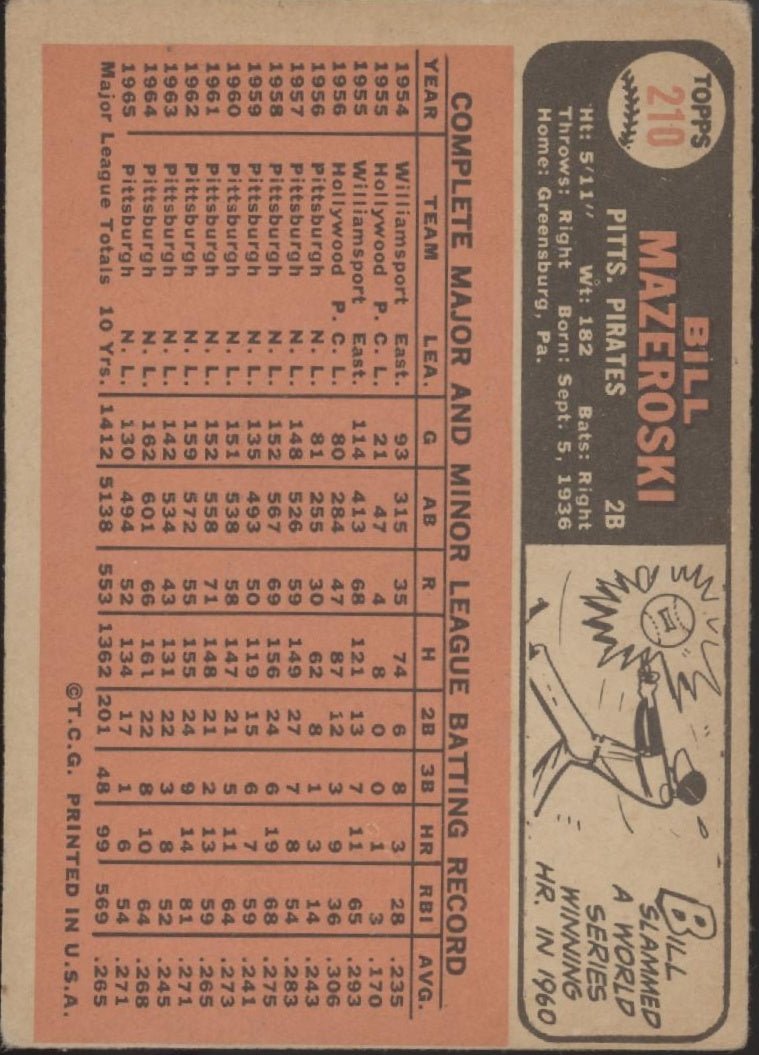 TOPPS
210
BILL
MAZEROSKI
PITTS. PIRATES 2B
Ht: 5'11" Wt: 182 Bats: Right
Throws: Right Born: Sept. 5, 1936
Home: Greensburg, Pa.
BILL
SLAMMED
A WORLD
SERIES
WINNING
HR. IN 1960
COMPLETE MAJOR AND MINOR LEAGUE BATTING RECORD
YEAR TEAM LEA. G AB R H 2B 3B HR RBI AVG.
1954 Williamsport East. 93 315 35 74 6 8 3 28 .235
1955 Hollywood P. C. L. 21 47 4 8 0 0 1 3 .170
1955 Williamsport East. 114 413 68 121 13 7 11 65 .293
1956 Hollywood P. C. L. 80 284 47 87 12 3 9 36 .306
1956 Pittsburgh N. L. 81 255 30 62 8 1 3 14 .243
1957 Pittsburgh N. L. 148 526 59 149 27 7 8 54 .283
1958 Pittsburgh N. L. 152 567 69 156 24 6 19 68 .275
1959 Pittsburgh N. L. 135 493 50 119 15 6 7 59 .241
1960 Pittsburgh N. L. 151 538 58 147 21 5 11 64 .273
1961 Pittsburgh N. L. 152 558 71 148 21 2 13 59 .265
1962 Pittsburgh N. L. 159 572 55 155 24 9 14 81 .271
1963 Pittsburgh N. L. 142 534 43 131 22 3 8 52 .245
1964 Pittsburgh N. L. 162 601 66 161 22 8 10 64 .268
1965 Pittsburgh N. L. 130 494 52 134 17 1 6 54 .271
Major League Totals 10 Yrs. 1412 5138 553 1362 201 48 99 569 .265
©T.C.G. PRINTED IN U.S.A.